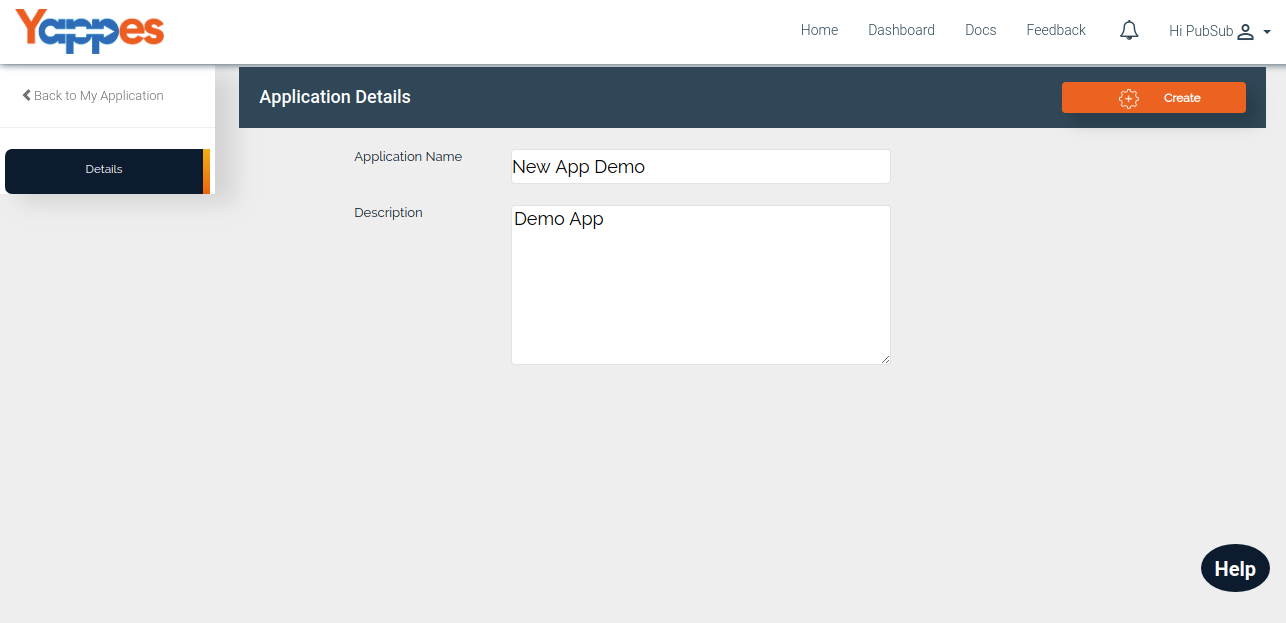 Yappes
Home Dashboard Docs Feedback Hi PubSub
Back to My Application
Details
Application Details
Create
Application Name
New App Demo
Description
Demo App
Help